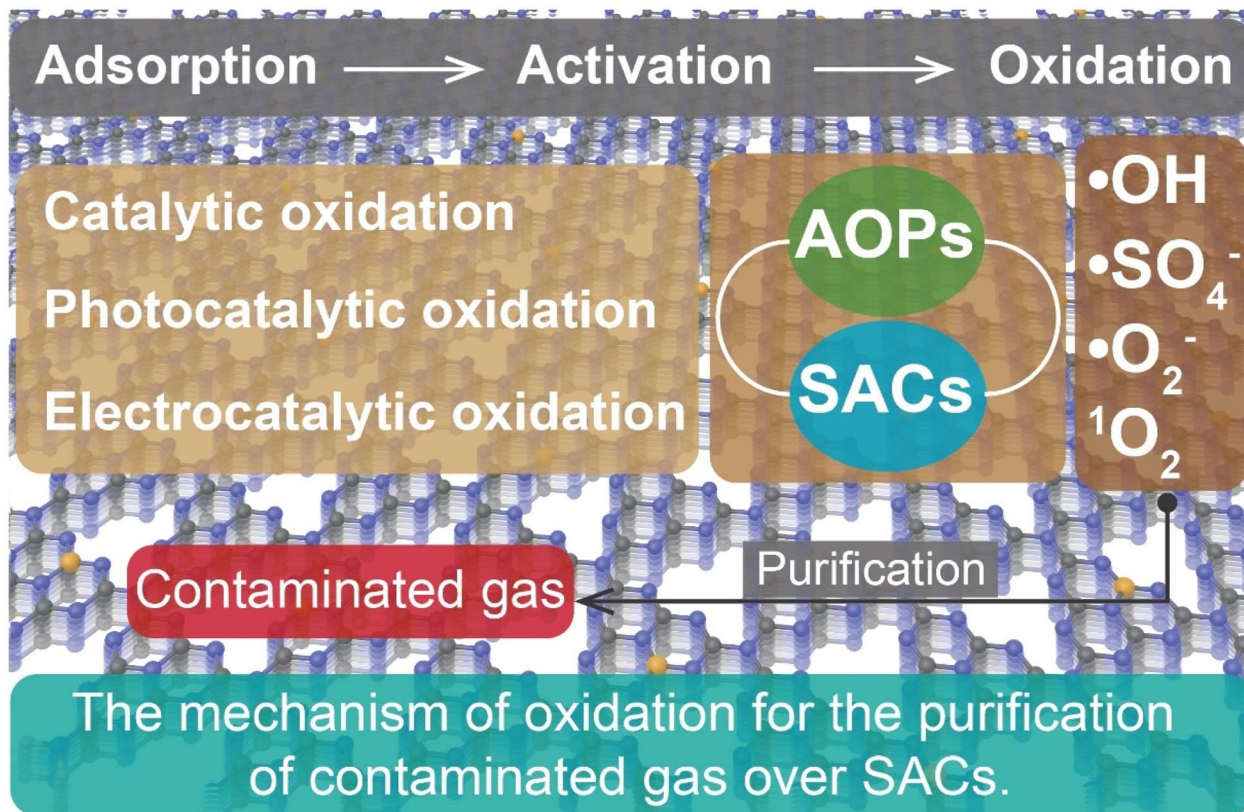 Adsorption → Activation → Oxidation
Catalytic oxidation
Photocatalytic oxidation
Electrocatalytic oxidation
AOPs
SACs
•OH
•SO₄⁻
•O₂⁻
¹O₂
Purification
Contaminated gas
The mechanism of oxidation for the purification
of contaminated gas over SACs.